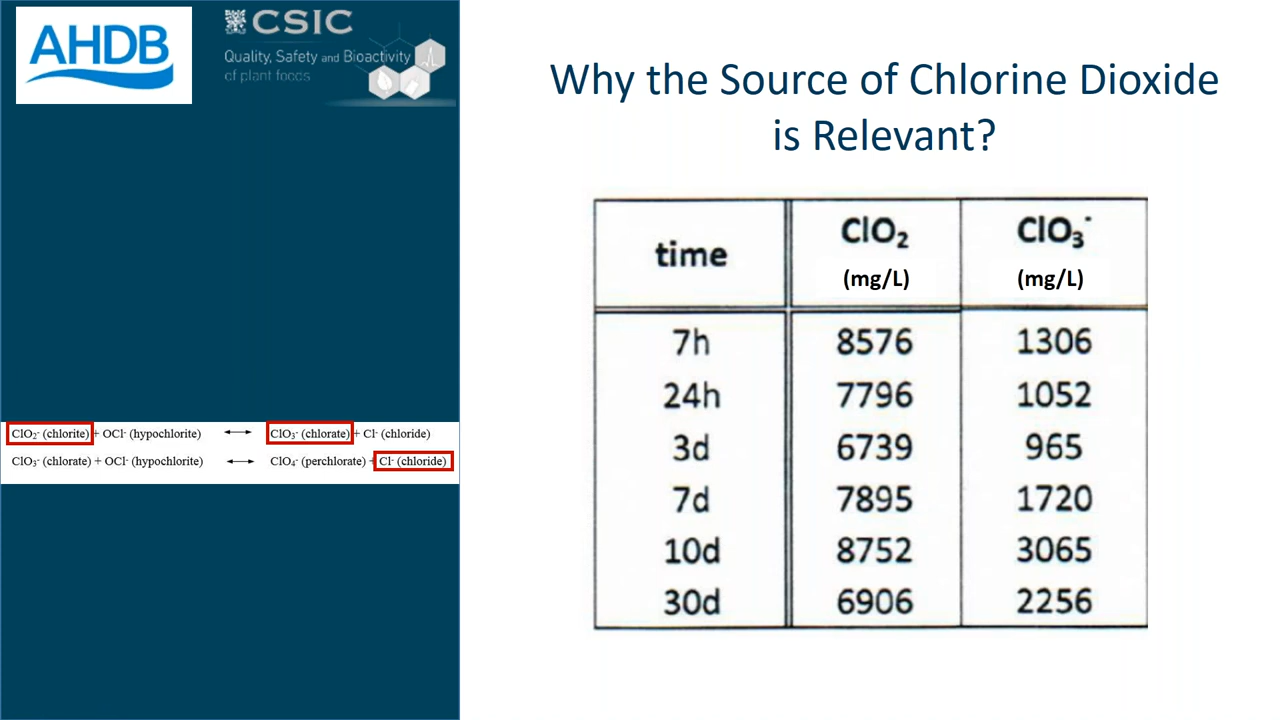 AHDB
CSIC
Quality, Safety and Bioactivity
of plant foods
Why the Source of Chlorine Dioxide
is Relevant?
ClO₂⁻ (chlorite) + OCl⁻ (hypochlorite) ⟷ ClO₃⁻ (chlorate) + Cl⁻ (chloride)
ClO₃⁻ (chlorate) + OCl⁻ (hypochlorite) ⟷ ClO₄⁻ (perchlorate) + Cl⁻ (chloride)
time ClO₂ ClO₃⁻
(mg/L) (mg/L)
7h 8576 1306
24h 7796 1052
3d 6739 965
7d 7895 1720
10d 8752 3065
30d 6906 2256